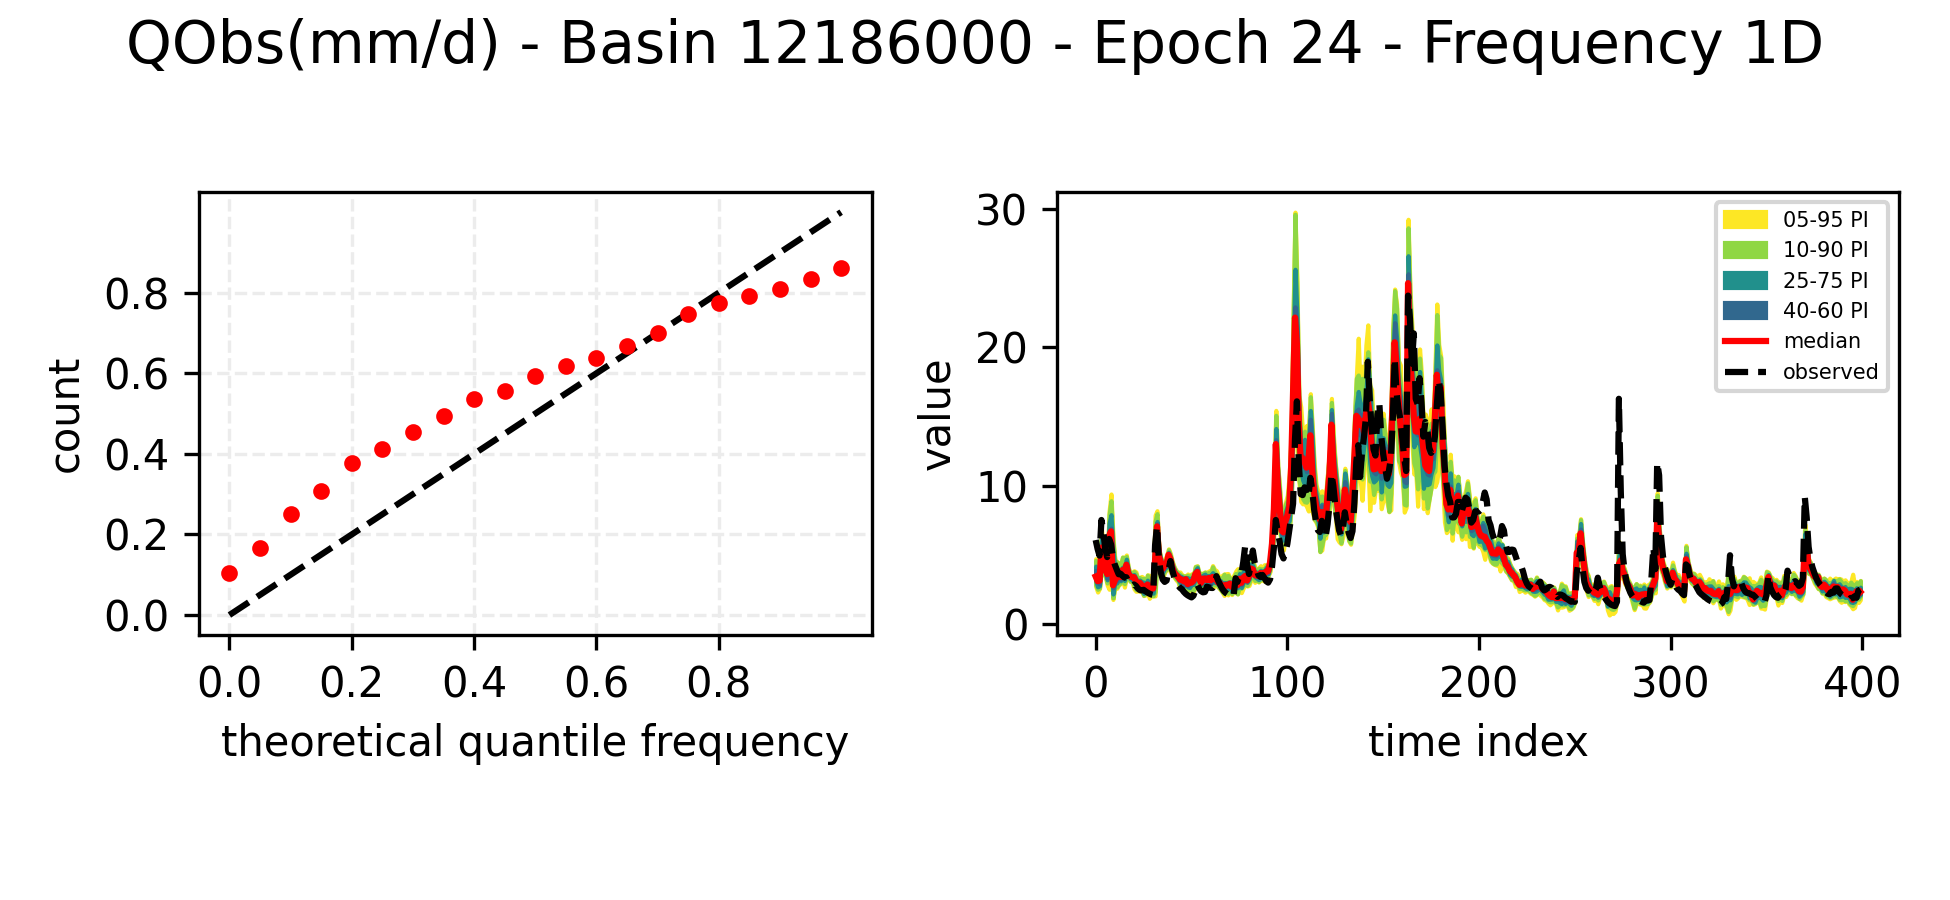 QObs(mm/d) - Basin 12186000 - Epoch 24 - Frequency 1D
count
0.8
0.6
0.4
0.2
0.0
0.0 0.2 0.4 0.6 0.8
theoretical quantile frequency
value
30
20
10
0
0 100 200 300 400
time index
05-95 PI
10-90 PI
25-75 PI
40-60 PI
median
observed